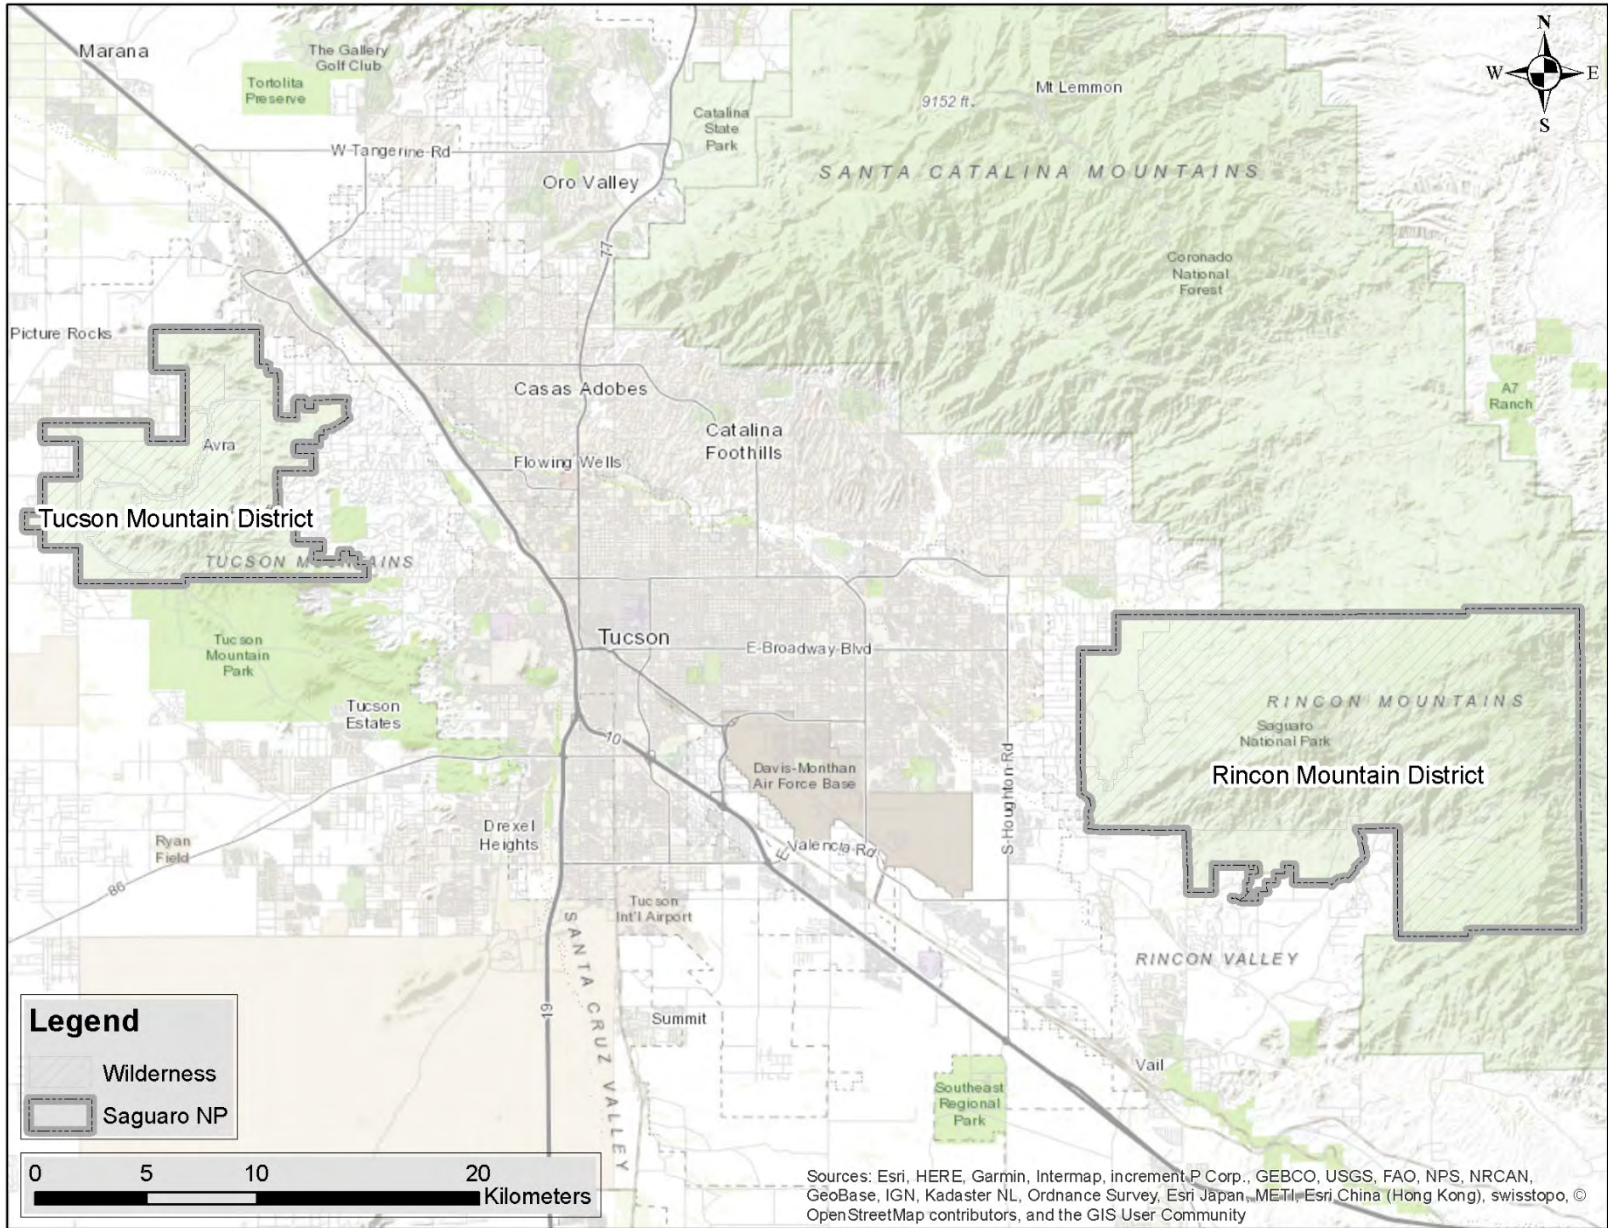 N
W E
S
Marana
The Gallery
Golf Club
Tortolita
Preserve
9152 ft.
Mt Lemmon
Catalina
State
Park
W-Tangerine-Rd
Oro Valley
SANTA CATALINA MOUNTAINS
77
Coronado
National
Forest
Picture Rocks
Casas Adobes
A7
Ranch
Avra
Catalina
Foothills
Flowing Wells
Tucson Mountain District
TUCSON MOUNTAINS
Tucson
Mountain
Park
Tucson
E-Broadway-Blvd
Tucson
Estates
RINCON MOUNTAINS
Saguaro
National Park
Rincon Mountain District
10
Davis-Monthan
Air Force Base
S-Houghton-Rd
Drexel
Heights
Ryan
Field
E Valencia-Rd
86
Tucson
Int'l Airport
SANTA CRUZ VALLEY
RINCON VALLEY
19
Summit
Vail
Southeast
Regional
Park
Legend
Wilderness
Saguaro NP
0 5 10 20
Kilometers
Sources: Esri, HERE, Garmin, Intermap, increment P Corp., GEBCO, USGS, FAO, NPS, NRCAN,
GeoBase, IGN, Kadaster NL, Ordnance Survey, Esri Japan, METI, Esri China (Hong Kong), swisstopo, ©
OpenStreetMap contributors, and the GIS User Community